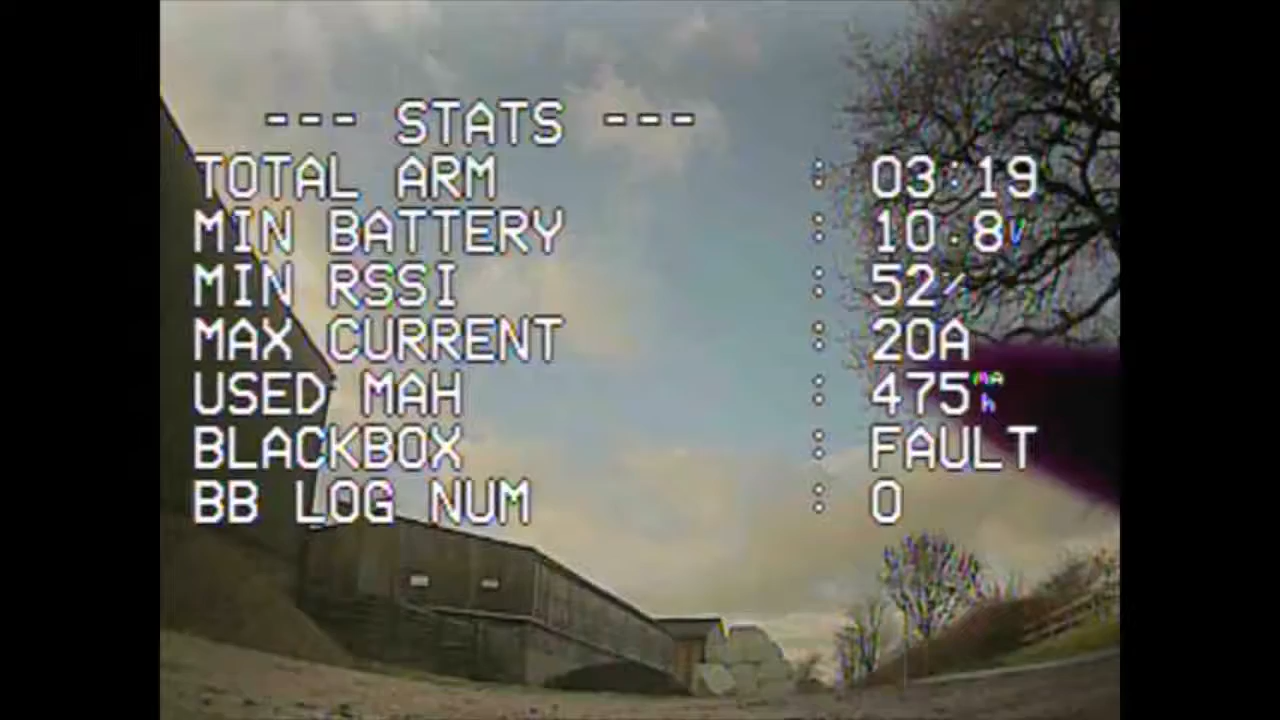 --- STATS ---
TOTAL ARM : 03:19
MIN BATTERY : 10.8V
MIN RSSI : 52%
MAX CURRENT : 20A
USED MAH : 475MAh
BLACKBOX : FAULT
BB LOG NUM : 0